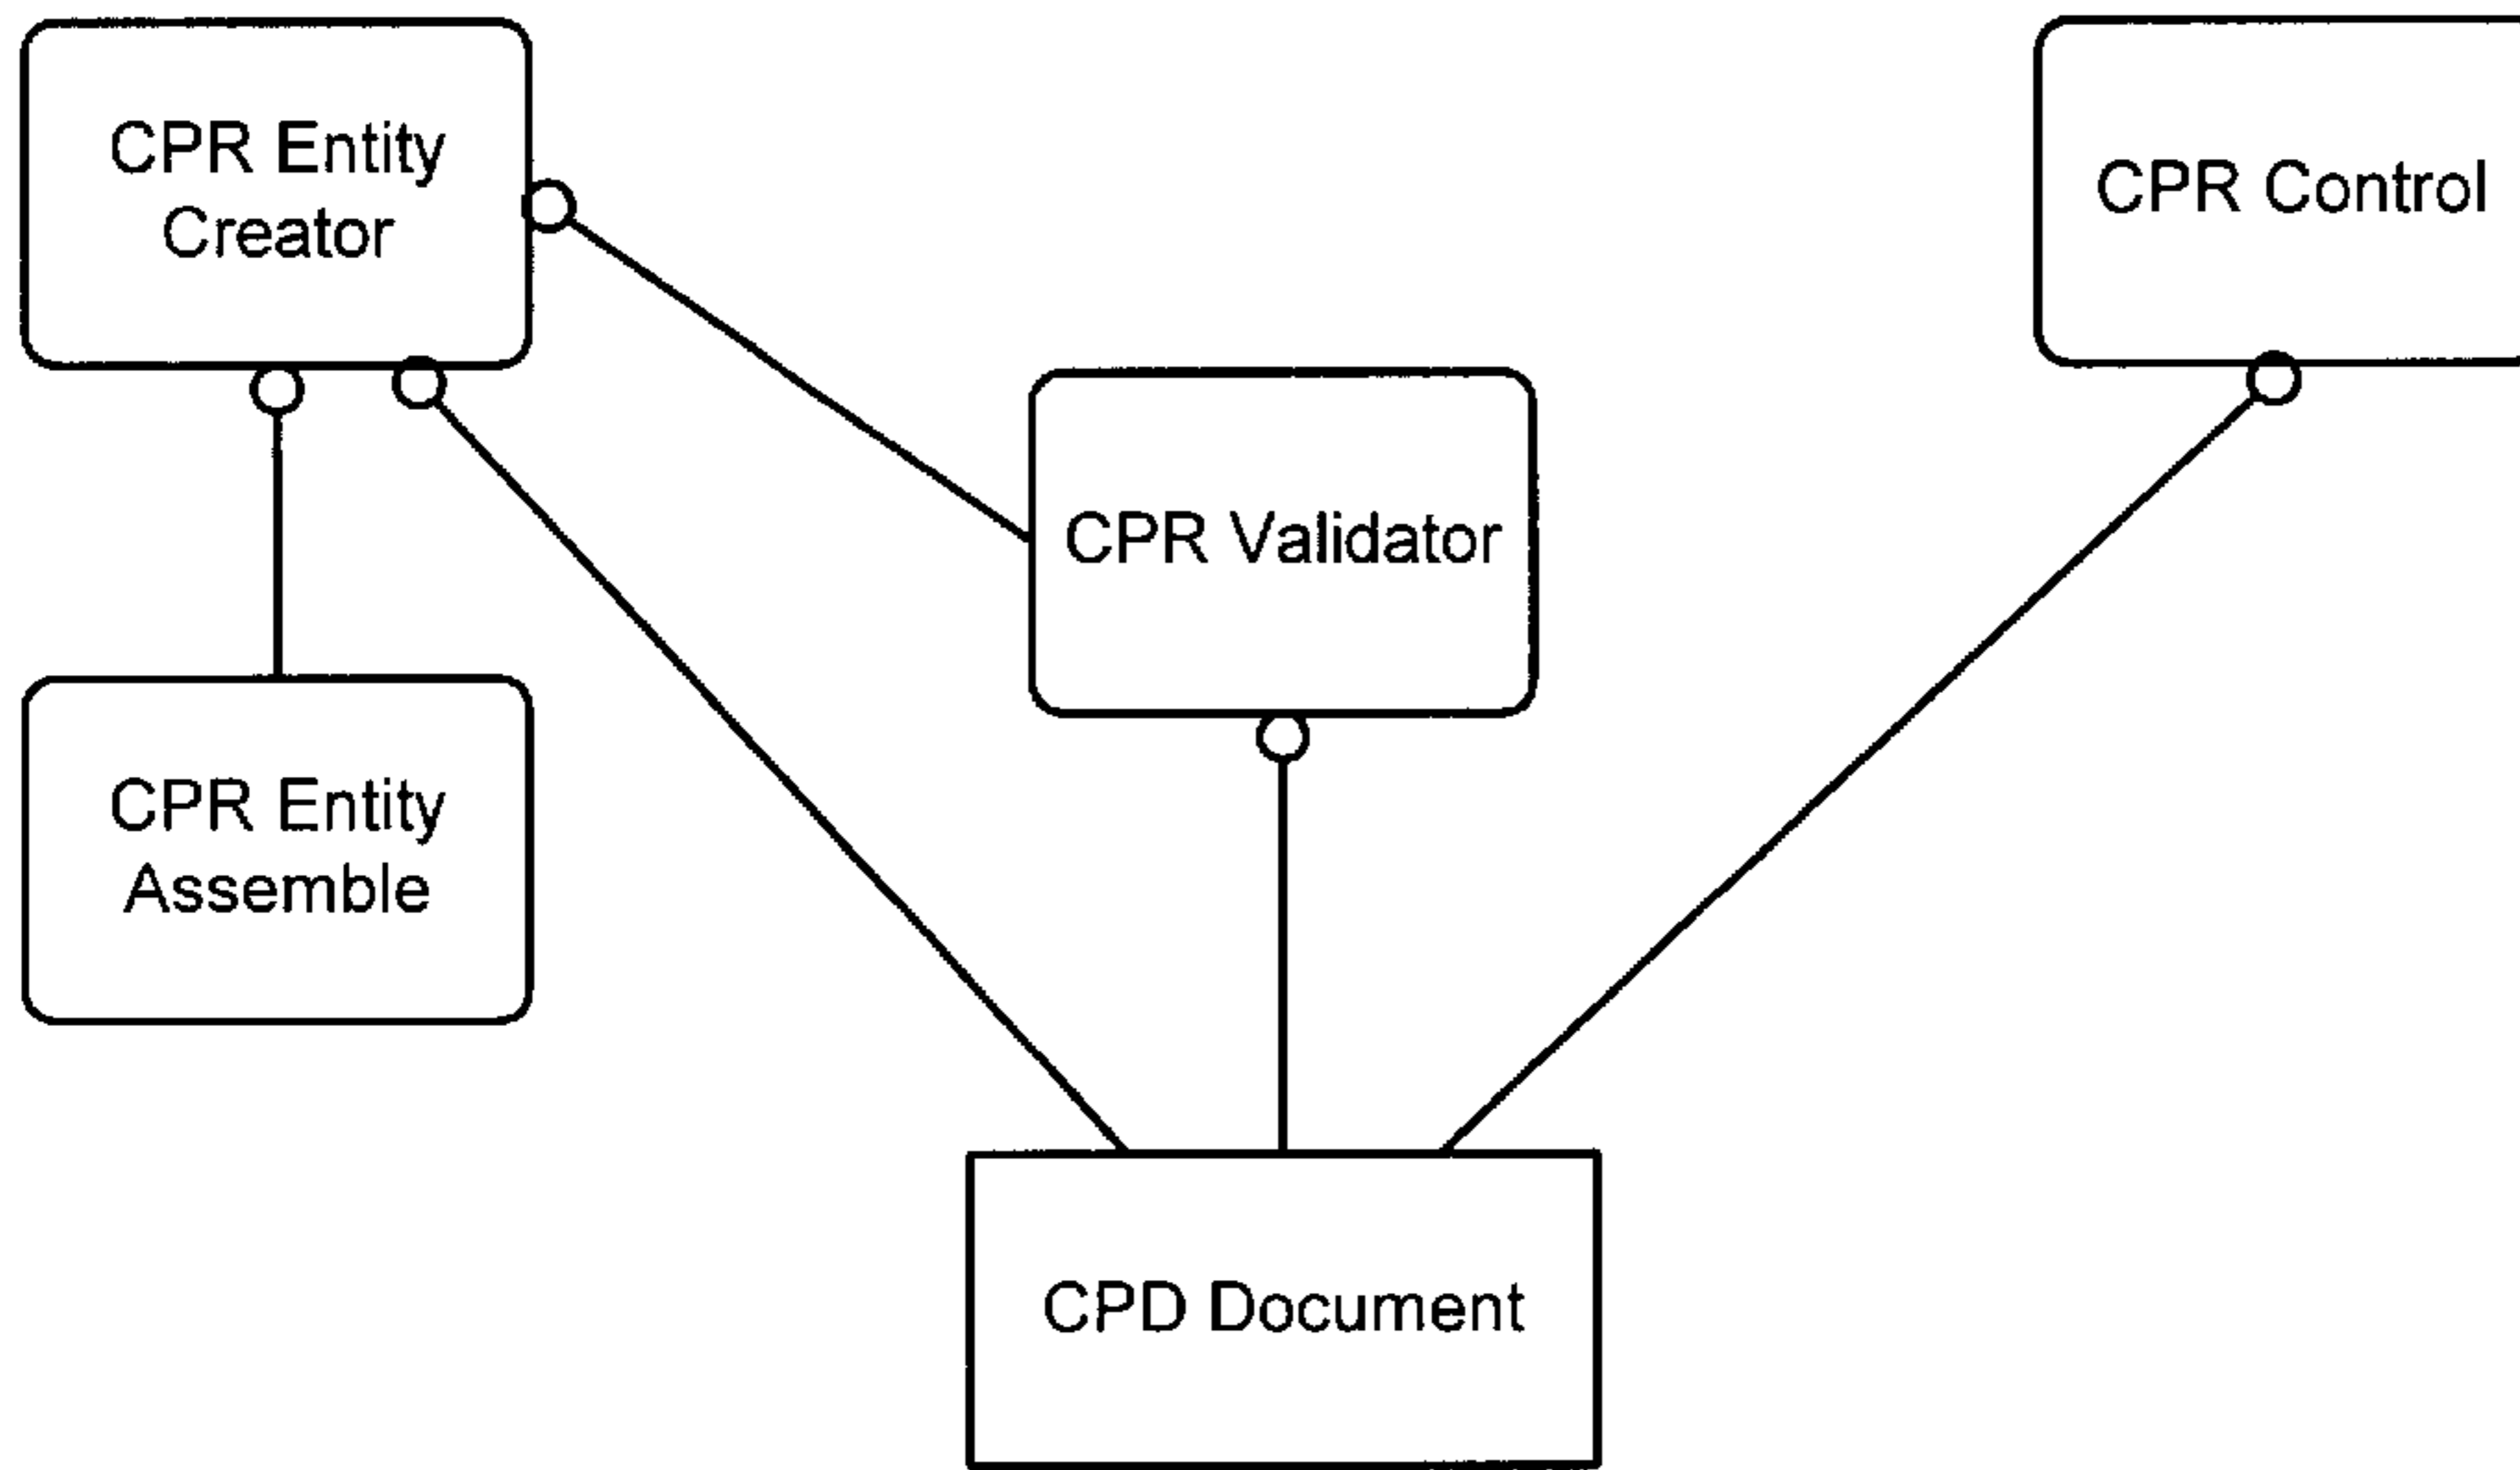 CPR Entity
Creator
CPR Control
CPR Validator
CPR Entity
Assemble
CPD Document